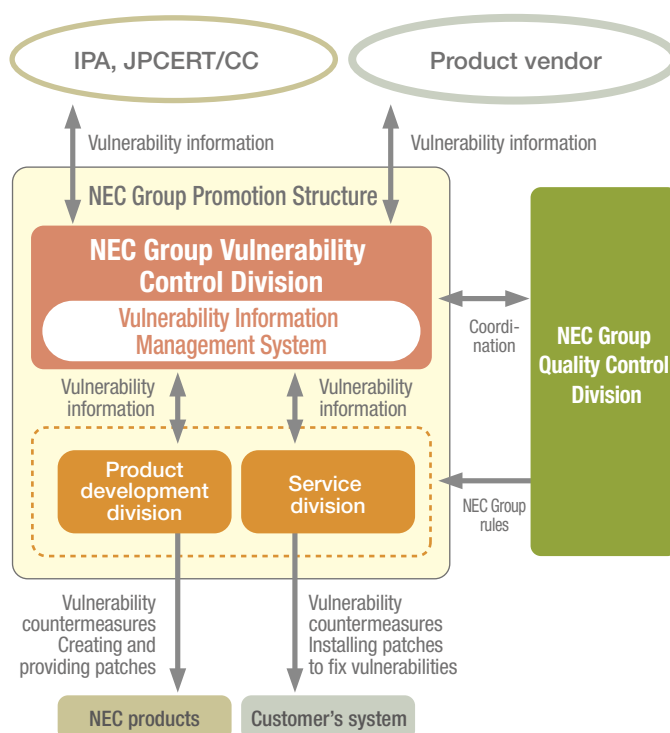 IPA, JPCERT/CC
Product vendor
Vulnerability information
Vulnerability information
NEC Group Promotion Structure
NEC Group Vulnerability
Control Division
Vulnerability Information
Management System
Coordi-
nation
NEC Group
Quality Control
Division
Vulnerability
information
Vulnerability
information
Product
development
division
Service
division
NEC Group
rules
Vulnerability
countermeasures
Creating and
providing patches
Vulnerability
countermeasures
Installing patches
to fix vulnerabilities
NEC products
Customer's system